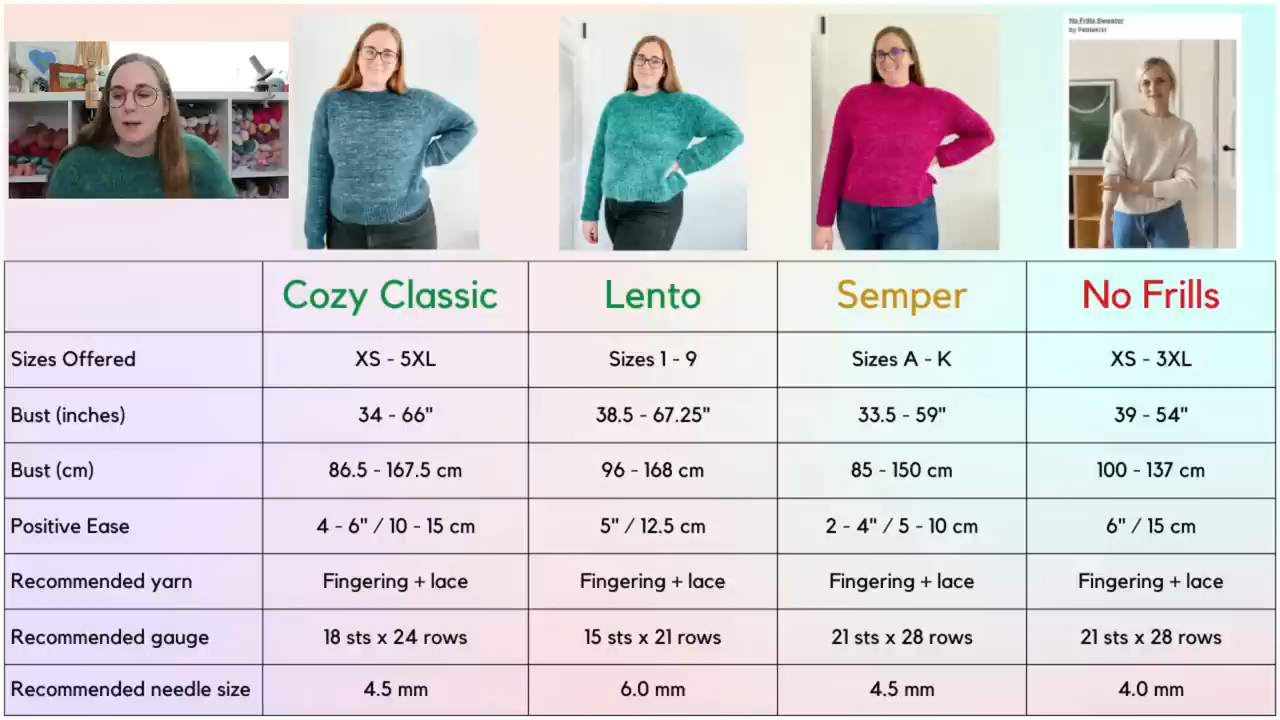 No Frills Sweater
by PetiteKnit
Cozy Classic Lento Semper No Frills
Sizes Offered XS - 5XL Sizes 1 - 9 Sizes A - K XS - 3XL
Bust (inches) 34 - 66" 38.5 - 67.25" 33.5 - 59" 39 - 54"
Bust (cm) 86.5 - 167.5 cm 96 - 168 cm 85 - 150 cm 100 - 137 cm
Positive Ease 4 - 6" / 10 - 15 cm 5" / 12.5 cm 2 - 4" / 5 - 10 cm 6" / 15 cm
Recommended yarn Fingering + lace Fingering + lace Fingering + lace Fingering + lace
Recommended gauge 18 sts x 24 rows 15 sts x 21 rows 21 sts x 28 rows 21 sts x 28 rows
Recommended needle size 4.5 mm 6.0 mm 4.5 mm 4.0 mm